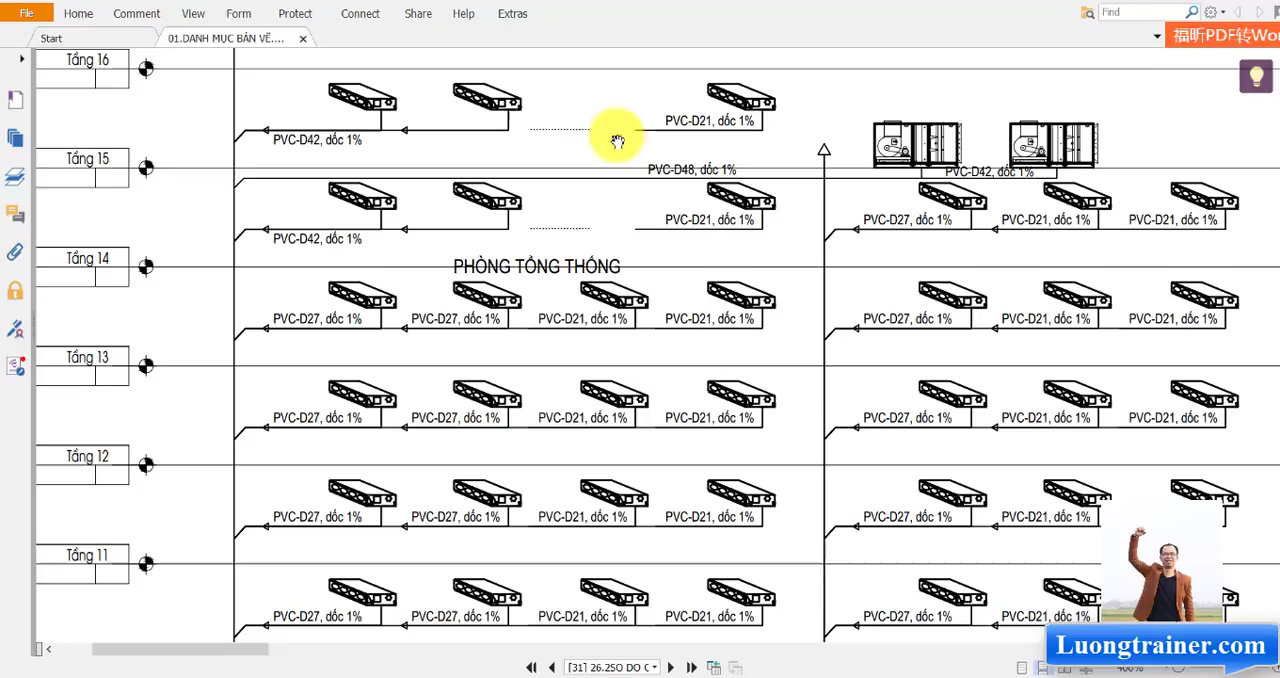 File Home Comment View Form Protect Connect Share Help Extras Find
Start 01.DANH MỤC BẢN VẼ....
福昕PDF转Wor
Tầng 16
PVC-D21, dốc 1%
PVC-D42, dốc 1%
Tầng 15
PVC-D48, dốc 1% PVC-D42, dốc 1%
PVC-D21, dốc 1% PVC-D27, dốc 1% PVC-D21, dốc 1% PVC-D21, dốc 1%
PVC-D42, dốc 1%
Tầng 14
PHÒNG TỔNG THỐNG
PVC-D27, dốc 1% PVC-D27, dốc 1% PVC-D21, dốc 1% PVC-D21, dốc 1% PVC-D27, dốc 1% PVC-D21, dốc 1% PVC-D21, dốc 1%
Tầng 13
PVC-D27, dốc 1% PVC-D27, dốc 1% PVC-D21, dốc 1% PVC-D21, dốc 1% PVC-D27, dốc 1% PVC-D21, dốc 1% PVC-D21, dốc 1%
Tầng 12
PVC-D27, dốc 1% PVC-D27, dốc 1% PVC-D21, dốc 1% PVC-D21, dốc 1% PVC-D27, dốc 1% PVC-D21, dốc 1%
Tầng 11
PVC-D27, dốc 1% PVC-D27, dốc 1% PVC-D21, dốc 1% PVC-D21, dốc 1% PVC-D27, dốc 1% PVC-D21, dốc 1%
Luongtrainer.com
[31] 26.2SO DO C